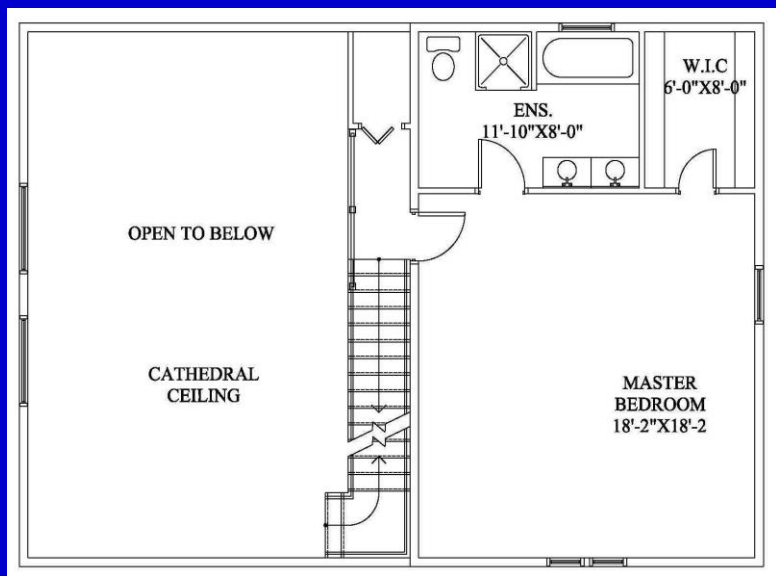 W.I.C
6'-0"X8'-0"
ENS.
11'-10"X8'-0"
OPEN TO BELOW
CATHEDRAL
CEILING
MASTER
BEDROOM
18'-2"X18'-2